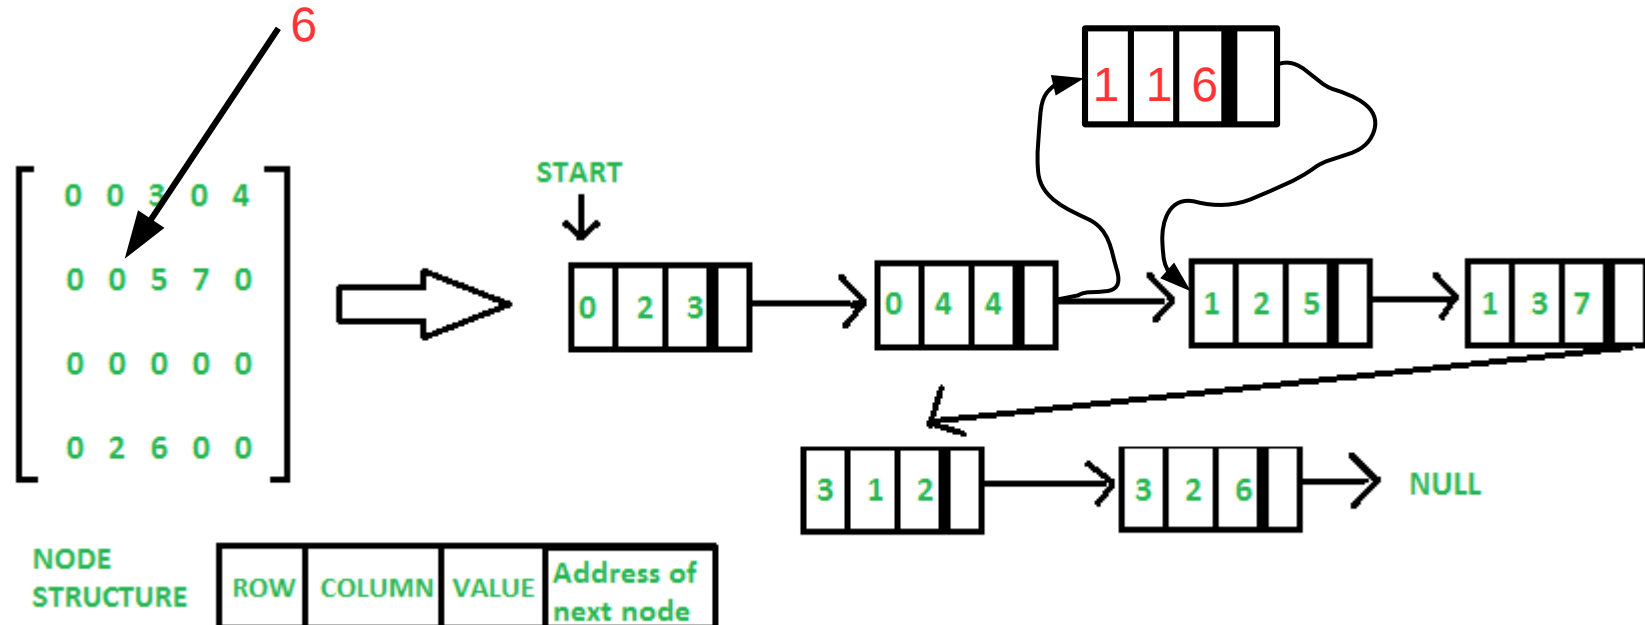 6
1 1 6
START
0 0 3 0 4
0 0 5 7 0
0 0 0 0 0
0 2 6 0 0
0 2 3
0 4 4
1 2 5
1 3 7
3 1 2
3 2 6
NULL
NODE
STRUCTURE
ROW
COLUMN
VALUE
Address of
next node